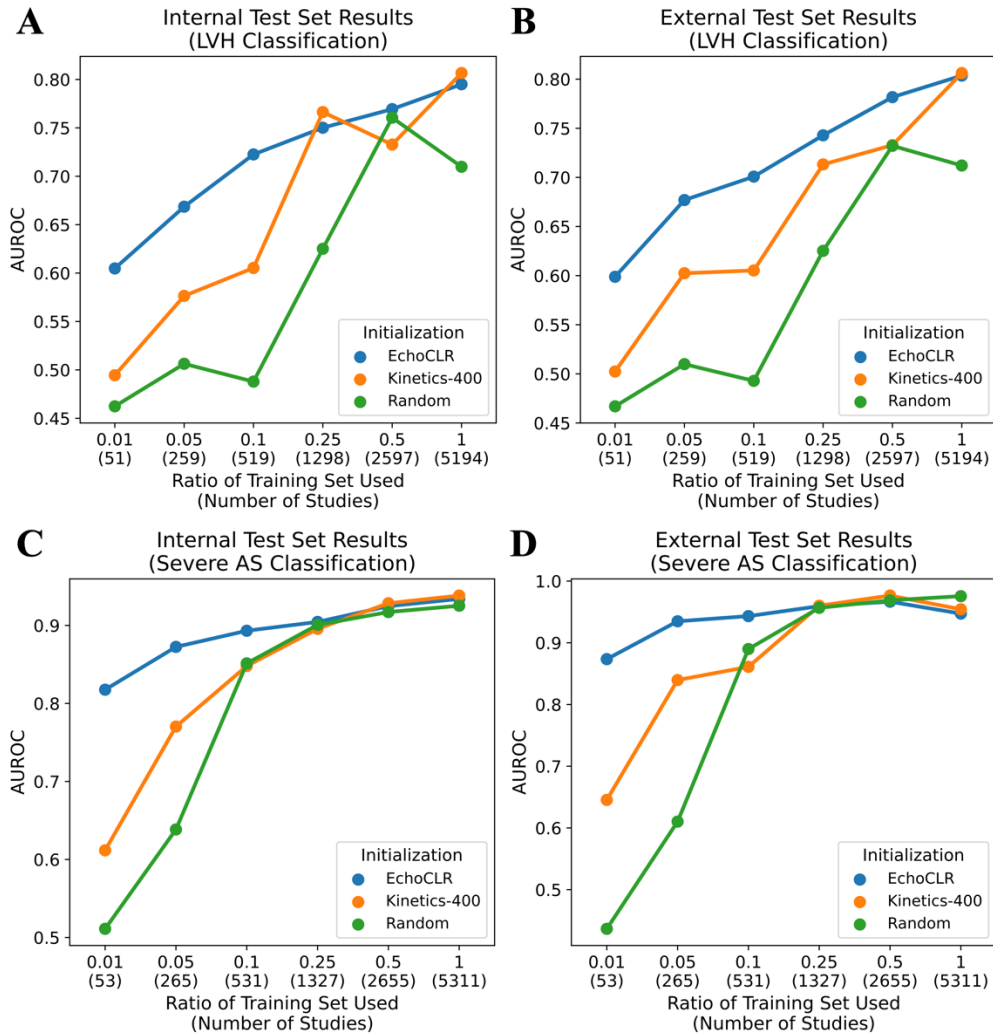 A
Internal Test Set Results
(LVH Classification)
AUROC
0.80
0.75
0.70
0.65
0.60
0.55
0.50
0.45
Initialization
EchoCLR
Kinetics-400
Random
0.01 0.05 0.1 0.25 0.5 1
(51) (259) (519) (1298) (2597) (5194)
Ratio of Training Set Used
(Number of Studies)
B
External Test Set Results
(LVH Classification)
AUROC
0.80
0.75
0.70
0.65
0.60
0.55
0.50
0.45
Initialization
EchoCLR
Kinetics-400
Random
0.01 0.05 0.1 0.25 0.5 1
(51) (259) (519) (1298) (2597) (5194)
Ratio of Training Set Used
(Number of Studies)
C
Internal Test Set Results
(Severe AS Classification)
AUROC
0.9
0.8
0.7
0.6
0.5
Initialization
EchoCLR
Kinetics-400
Random
0.01 0.05 0.1 0.25 0.5 1
(53) (265) (531) (1327) (2655) (5311)
Ratio of Training Set Used
(Number of Studies)
D
External Test Set Results
(Severe AS Classification)
AUROC
1.0
0.9
0.8
0.7
0.6
0.5
Initialization
EchoCLR
Kinetics-400
Random
0.01 0.05 0.1 0.25 0.5 1
(53) (265) (531) (1327) (2655) (5311)
Ratio of Training Set Used
(Number of Studies)